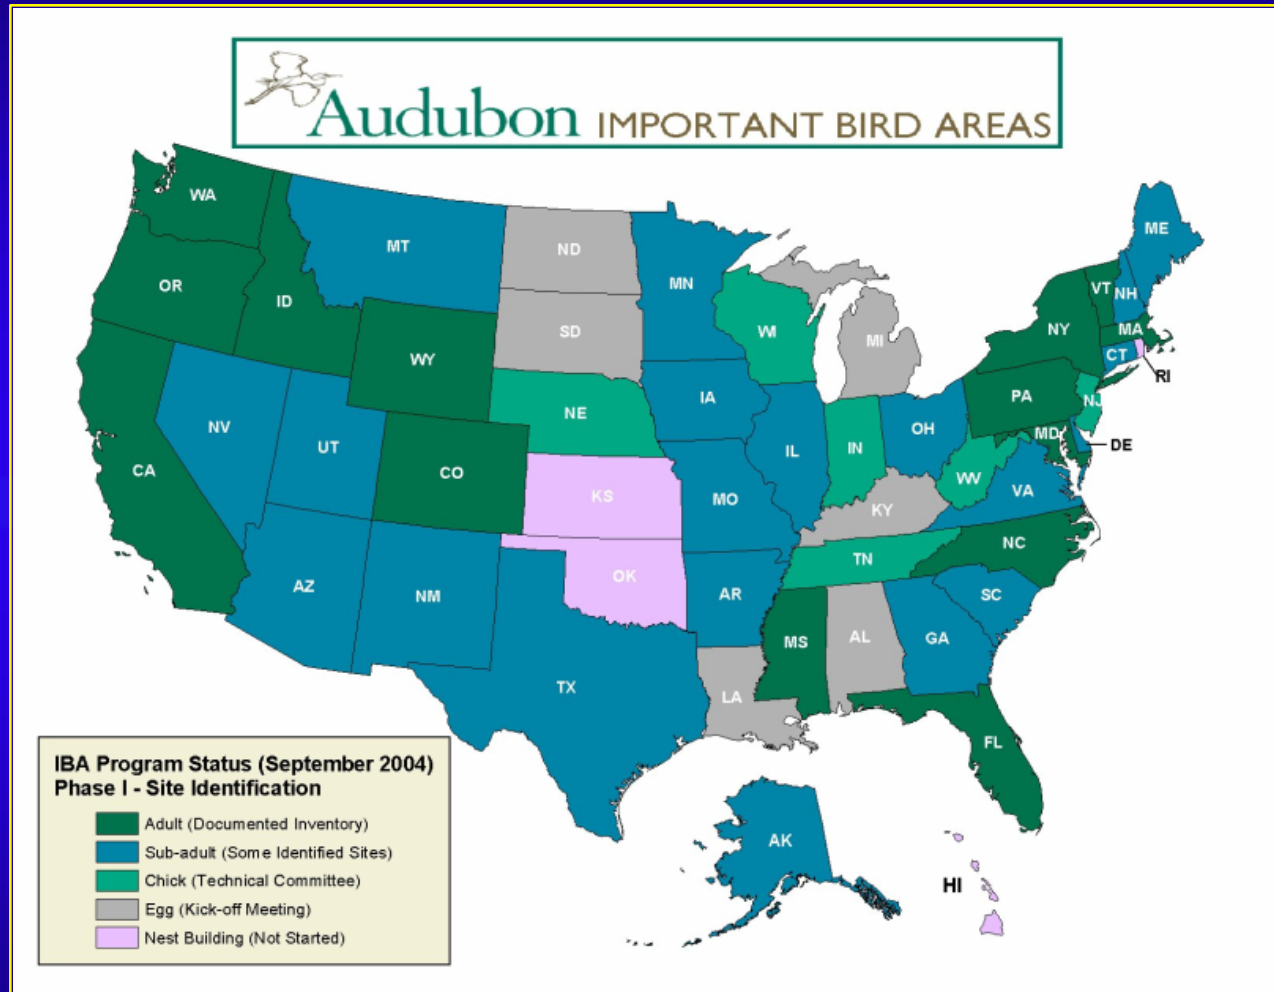 Audubon IMPORTANT BIRD AREAS
WA
MT
ND
MN
ME
OR
ID
SD
WI
MI
VT
NH
NY
MA
CT
RI
WY
NE
IA
PA
NJ
NV
UT
CO
IL
IN
OH
MD
DE
CA
KS
MO
WV
VA
KY
AZ
NM
OK
AR
TN
NC
SC
MS
AL
GA
TX
LA
FL
AK
HI
IBA Program Status (September 2004)
Phase I - Site Identification
Adult (Documented Inventory)
Sub-adult (Some Identified Sites)
Chick (Technical Committee)
Egg (Kick-off Meeting)
Nest Building (Not Started)